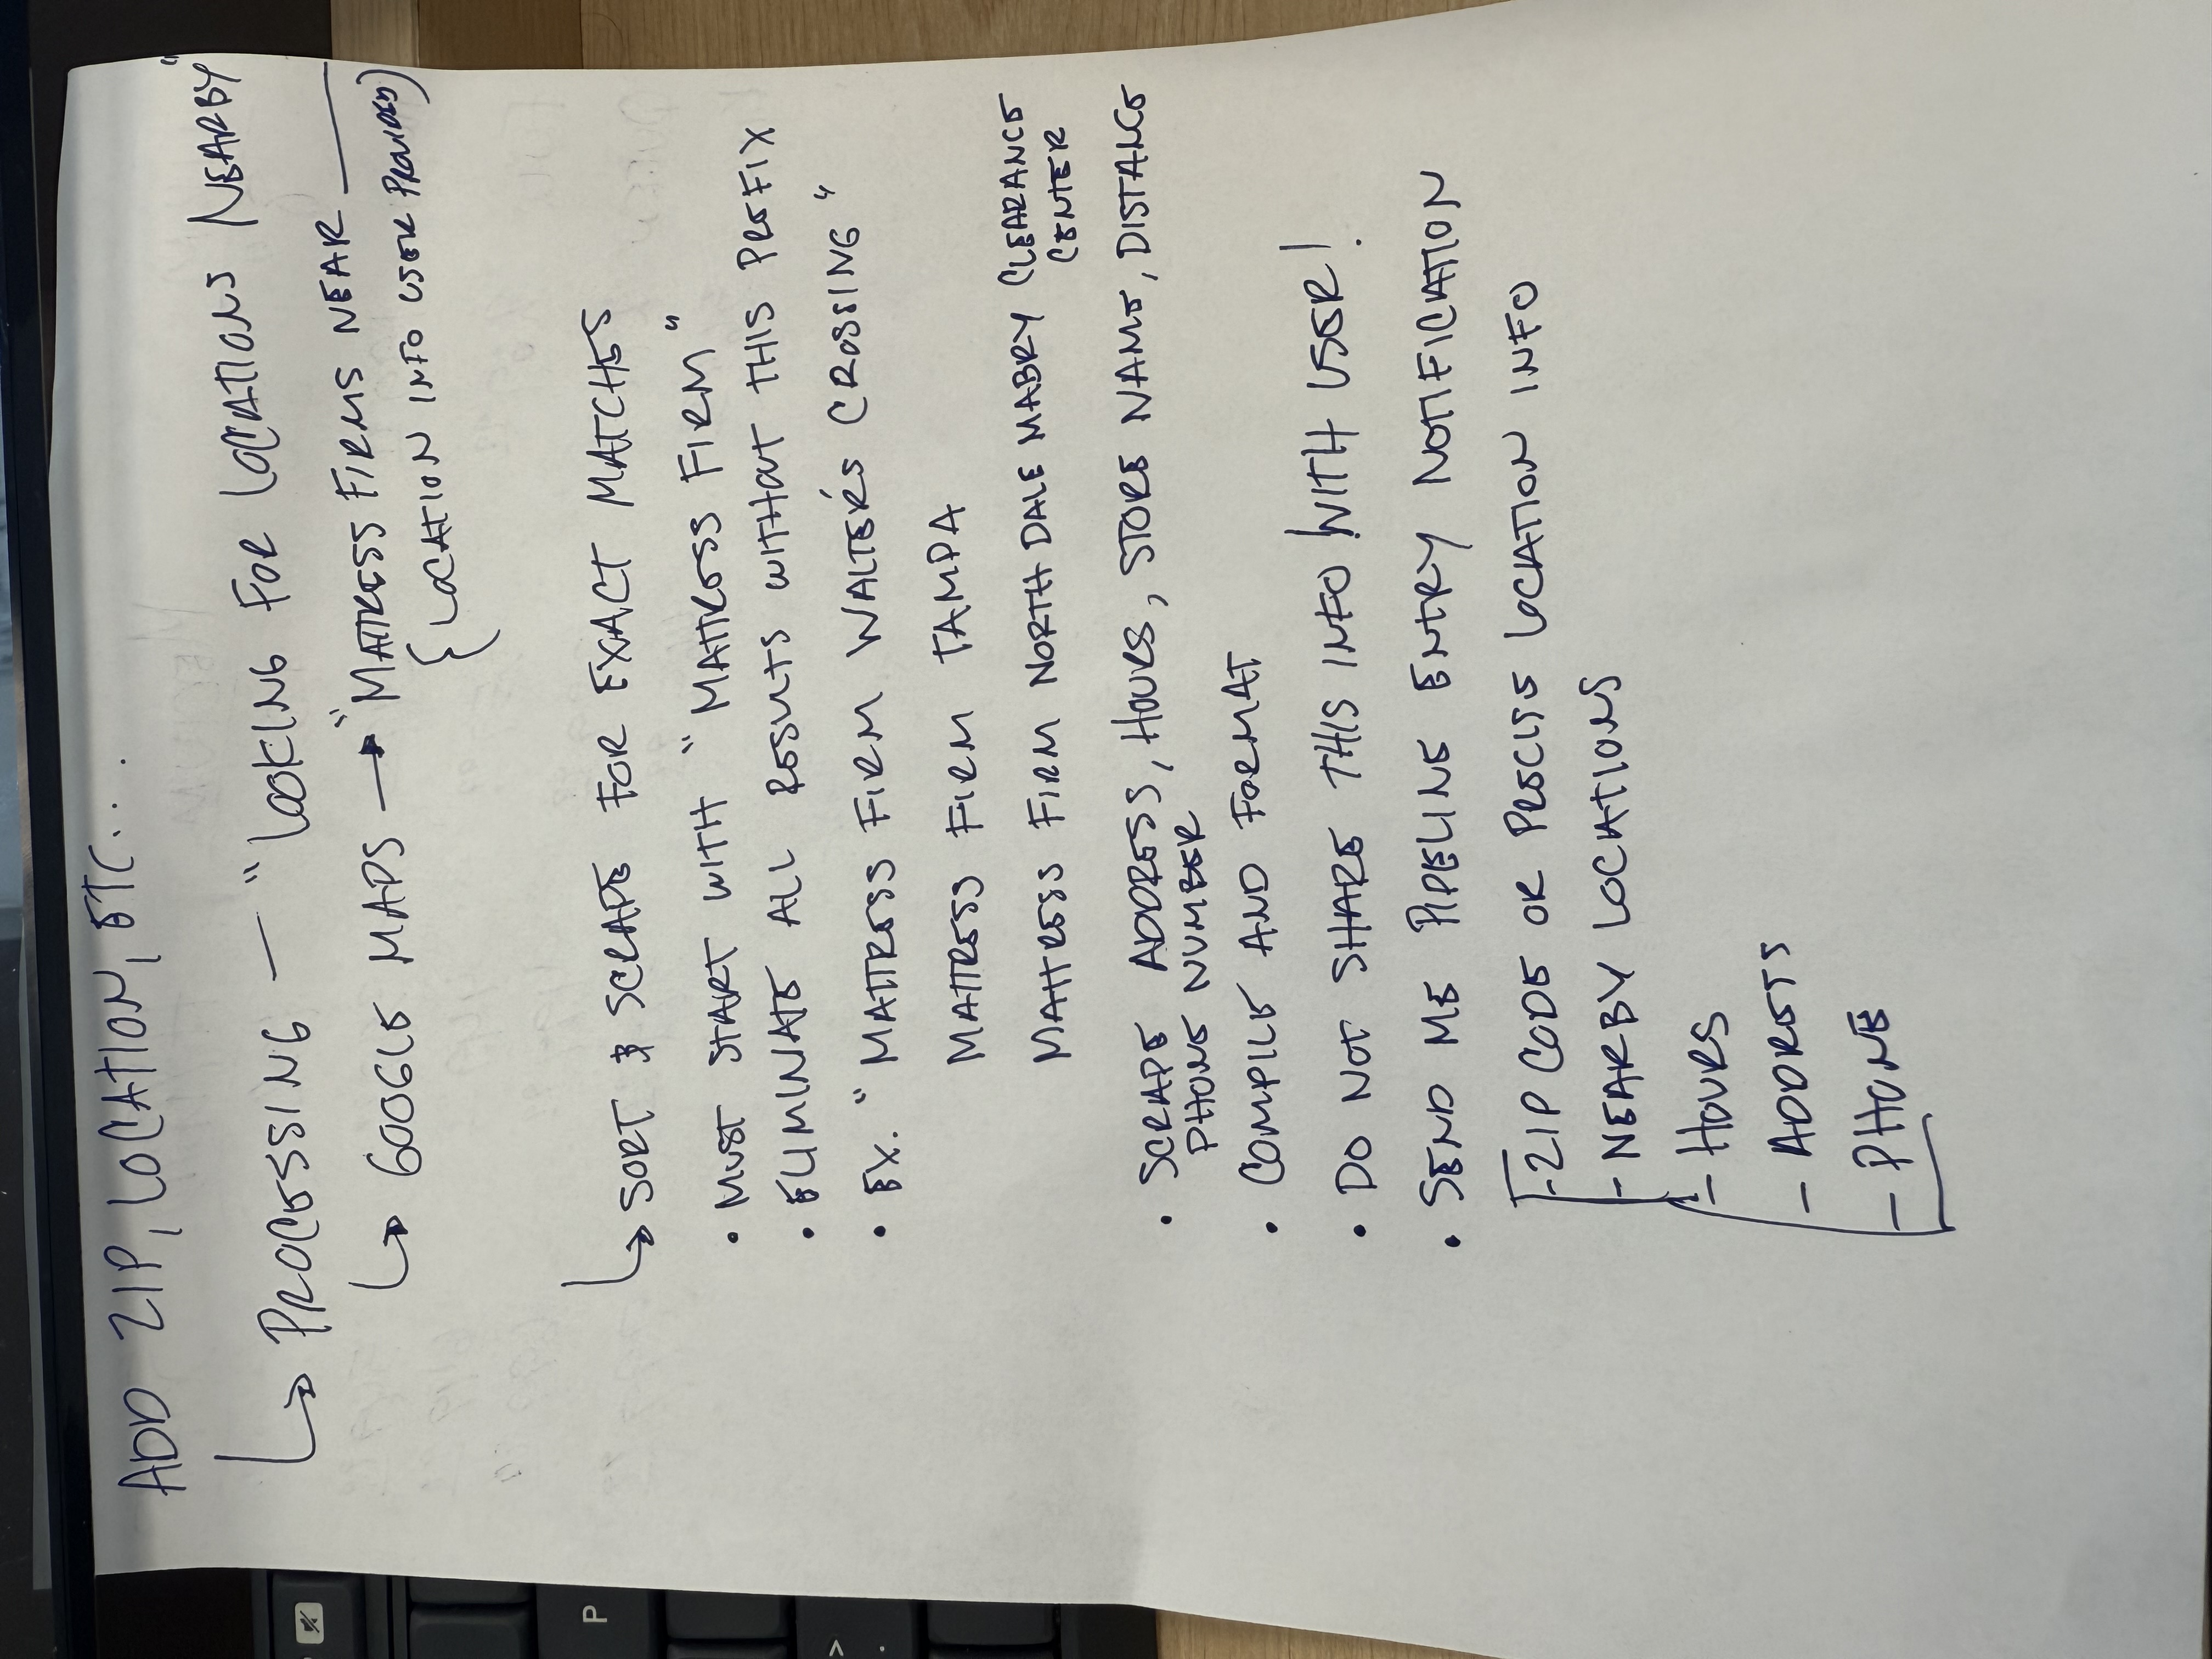 ADD ZIP, LOCATION, ETC...
PROCESSING — "LOOKING FOR LOCATIONS NEARBY"
GOOGLE MAPS → "MATTRESS FIRMS NEAR ____
{LOCATION INFO USER PROVIDES)
SORT & SCRAPE FOR EXACT MATCHES
• MUST START WITH "MATTRESS FIRM"
• ELIMINATE ALL RESULTS WITHOUT THIS PREFIX
• EX. "MATTRESS FIRM WALTER'S CROSSING"
MATTRESS FIRM TAMPA
MATTRESS FIRM NORTH DALE MABRY CLEARANCE
CENTER
• SCRAPE ADDRESS, HOURS, STORE NAME, DISTANCE
PHONE NUMBER
• COMPILE AND FORMAT
• DO NOT SHARE THIS INFO WITH USER!
• SEND ME PIPELINE ENTRY NOTIFICATION
- ZIP CODE OR PRECISE LOCATION INFO
- NEARBY LOCATIONS
- HOURS
- ADDRESS
- PHONE
P
>
.